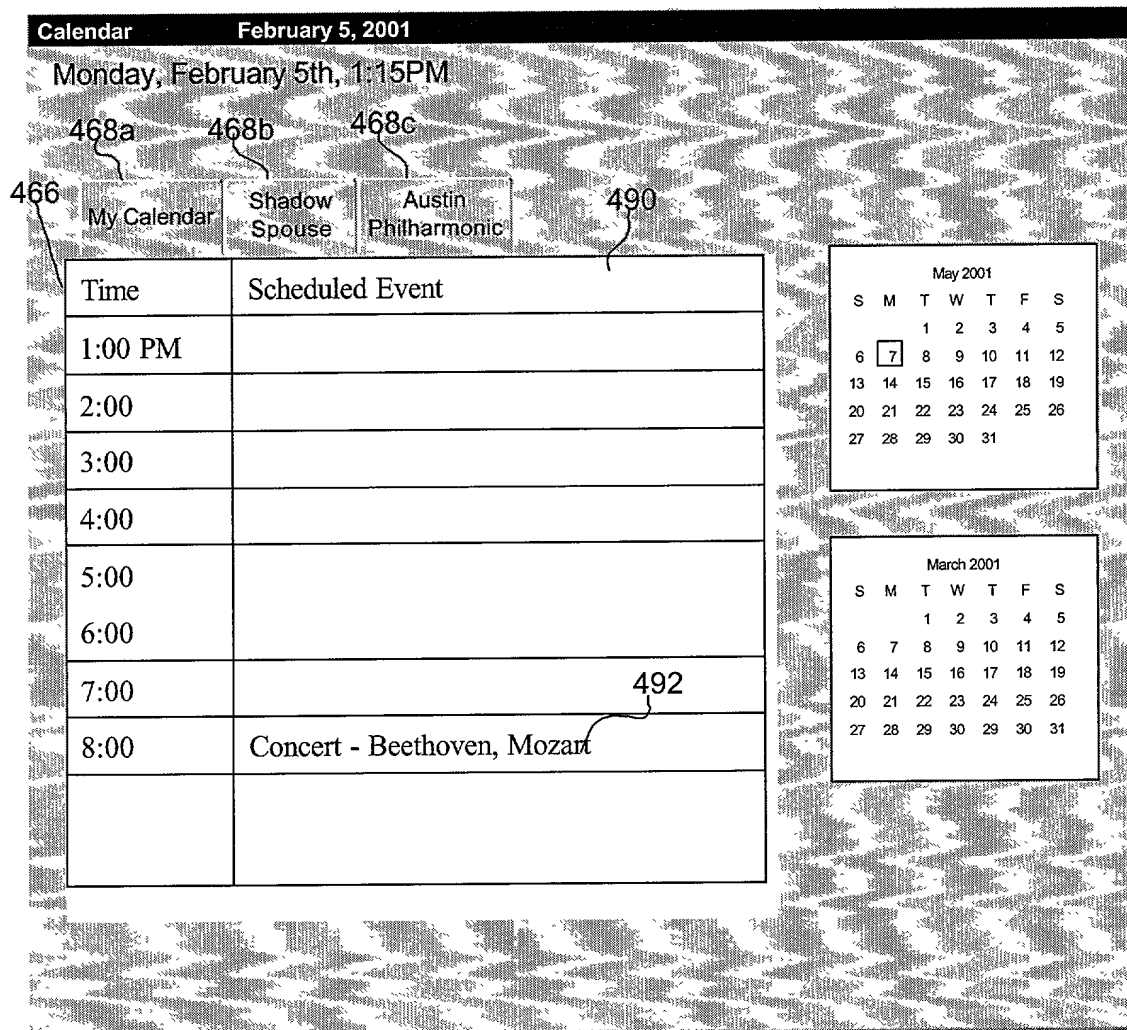 Calendar February 5, 2001
Monday, February 5th, 1:15PM
468a 468b 468c
466 490
My Calendar
Shadow
Spouse
Austin
Philharmonic
Time Scheduled Event
1:00 PM
2:00
3:00
4:00
5:00
6:00
7:00
492
8:00 Concert - Beethoven, Mozart
May 2001
S M T W T F S
1 2 3 4 5
6 7 8 9 10 11 12
13 14 15 16 17 18 19
20 21 22 23 24 25 26
27 28 29 30 31
March 2001
S M T W T F S
1 2 3 4 5
6 7 8 9 10 11 12
13 14 15 16 17 18 19
20 21 22 23 24 25 26
27 28 29 30 29 30 31